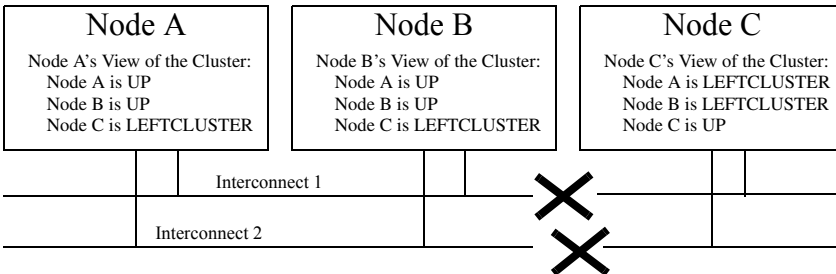 Node A
Node A's View of the Cluster:
Node A is UP
Node B is UP
Node C is LEFTCLUSTER
Node B
Node B's View of the Cluster:
Node A is UP
Node B is UP
Node C is LEFTCLUSTER
Node C
Node C's View of the Cluster:
Node A is LEFTCLUSTER
Node B is LEFTCLUSTER
Node C is UP
Interconnect 1
Interconnect 2